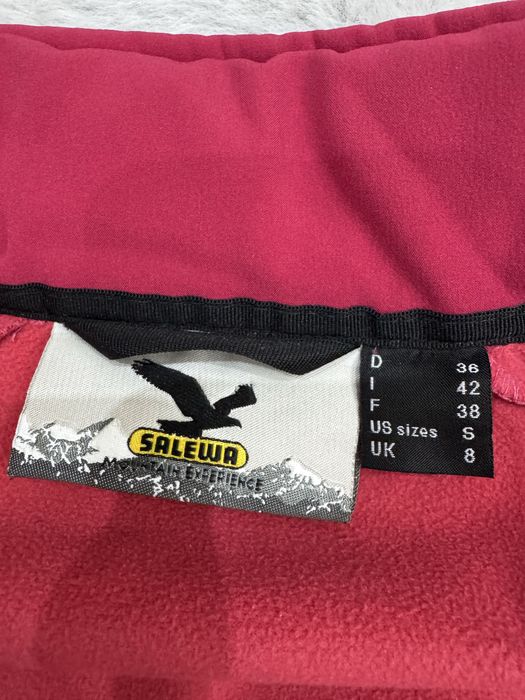 SALEWA
MOUNTAIN EXPERIENCE
D 36
I 42
F 38
US sizes S
UK 8